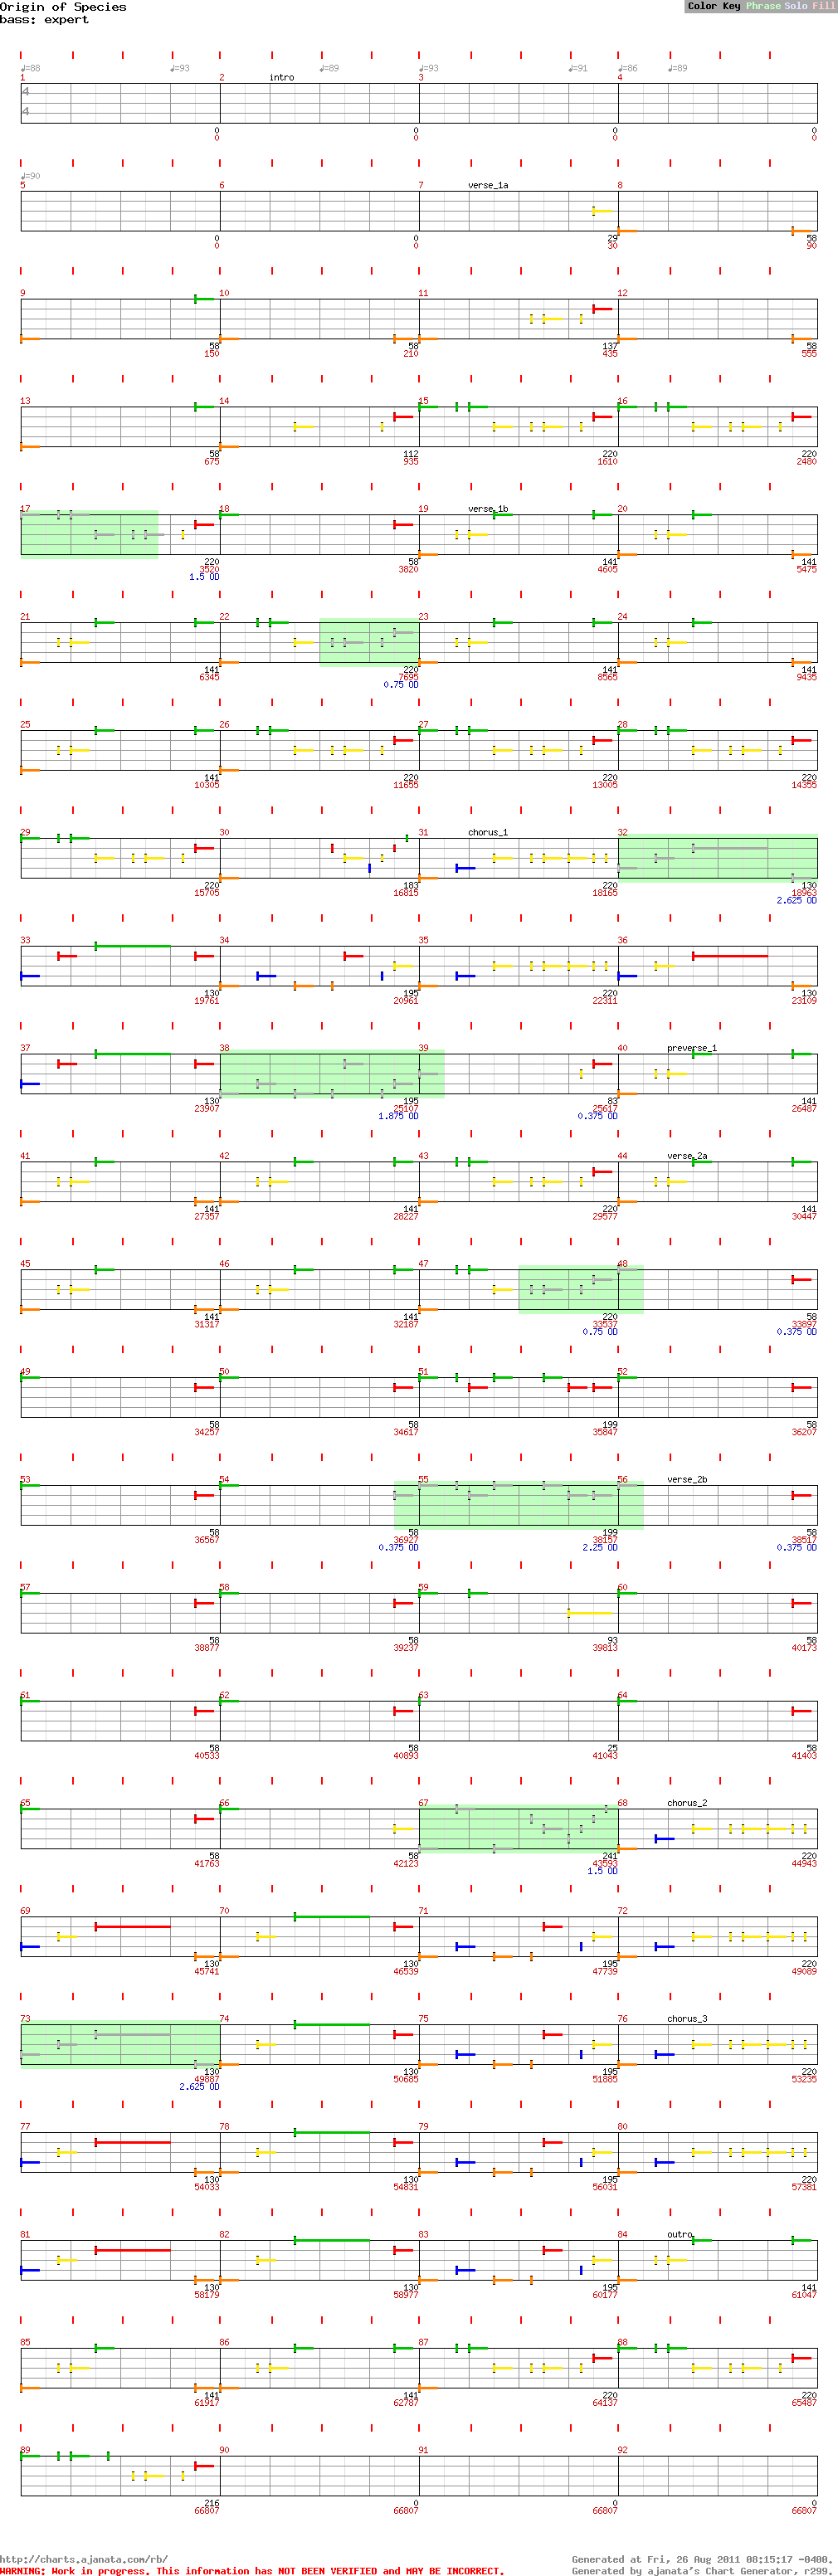 Origin of Species
Color Key Phrase Solo Fill
bass: expert
♩=88 ♩=93 ♩=89 ♩=93 ♩=91 ♩=86 ♩=89
1 2 intro 3 4
4
4
0 0 0 0
0 0 0 0
♩=90
5 6 7 verse_1a 8
0 0 29 58
0 0 30 90
9 10 11 12
58 58 137 58
150 210 435 555
13 14 15 16
58 112 220 220
675 935 1610 2480
17 18 19 verse_1b 20
220 58 141 141
3520 3820 4605 5475
1.5 OD
21 22 23 24
141 220 141 141
6345 7695 8565 9435
0.75 OD
25 26 27 28
141 220 220 220
10305 11655 13005 14355
29 30 31 chorus_1 32
220 183 220 130
15705 16815 18165 18963
2.625 OD
33 34 35 36
130 195 220 130
19761 20961 22311 23109
37 38 39 40 preverse_1
130 195 83 141
23907 25107 25617 26487
1.875 OD 0.375 OD
41 42 43 44 verse_2a
141 141 220 141
27357 28227 29577 30447
45 46 47 48
141 141 220 58
31317 32187 33537 33897
0.75 OD 0.375 OD
49 50 51 52
58 58 199 58
34257 34617 35847 36207
53 54 55 56 verse_2b
58 58 199 58
36567 36927 38157 38517
0.375 OD 2.25 OD 0.375 OD
57 58 59 60
58 58 93 58
38877 39237 39813 40173
61 62 63 64
58 58 25 58
40533 40893 41043 41403
65 66 67 68 chorus_2
58 58 241 220
41763 42123 43593 44943
1.5 OD
69 70 71 72
130 130 195 220
45741 46539 47739 49089
73 74 75 76 chorus_3
130 130 195 220
49887 50685 51885 53235
2.625 OD
77 78 79 80
130 130 195 220
54033 54831 56031 57381
81 82 83 84 outro
130 130 195 141
58179 58977 60177 61047
85 86 87 88
141 141 220 220
61917 62787 64137 65487
89 90 91 92
216 0 0 0
66807 66807 66807 66807
http://charts.ajanata.com/rb/
Generated at Fri, 26 Aug 2011 08:15:17 -0400.
WARNING: Work in progress. This information has NOT BEEN VERIFIED and MAY BE INCORRECT.
Generated by ajanata's Chart Generator, r299.